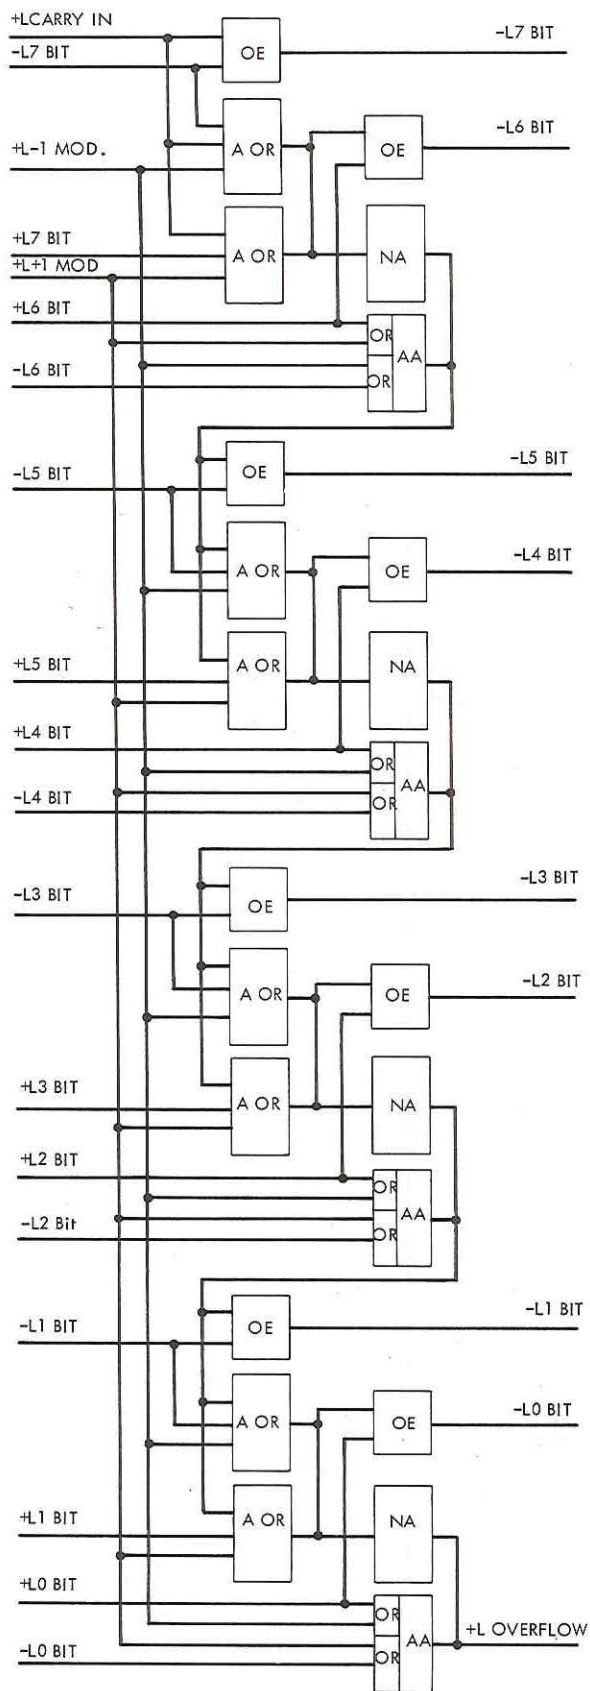 +LCARRY IN
-L7 BIT
OE
-L7 BIT
+L-1 MOD.
A OR
OE
-L6 BIT
+L7 BIT
+L+1 MOD
A OR
NA
+L6 BIT
OR
AA
-L6 BIT
OR
-L5 BIT
OE
-L5 BIT
A OR
OE
-L4 BIT
+L5 BIT
A OR
NA
+L4 BIT
OR
AA
-L4 BIT
OR
-L3 BIT
OE
-L3 BIT
A OR
OE
-L2 BIT
+L3 BIT
A OR
NA
+L2 BIT
OR
AA
-L2 Bit
OR
-L1 BIT
OE
-L1 BIT
A OR
OE
-L0 BIT
+L1 BIT
A OR
NA
+L0 BIT
OR
AA
+L OVERFLOW
-L0 BIT
OR